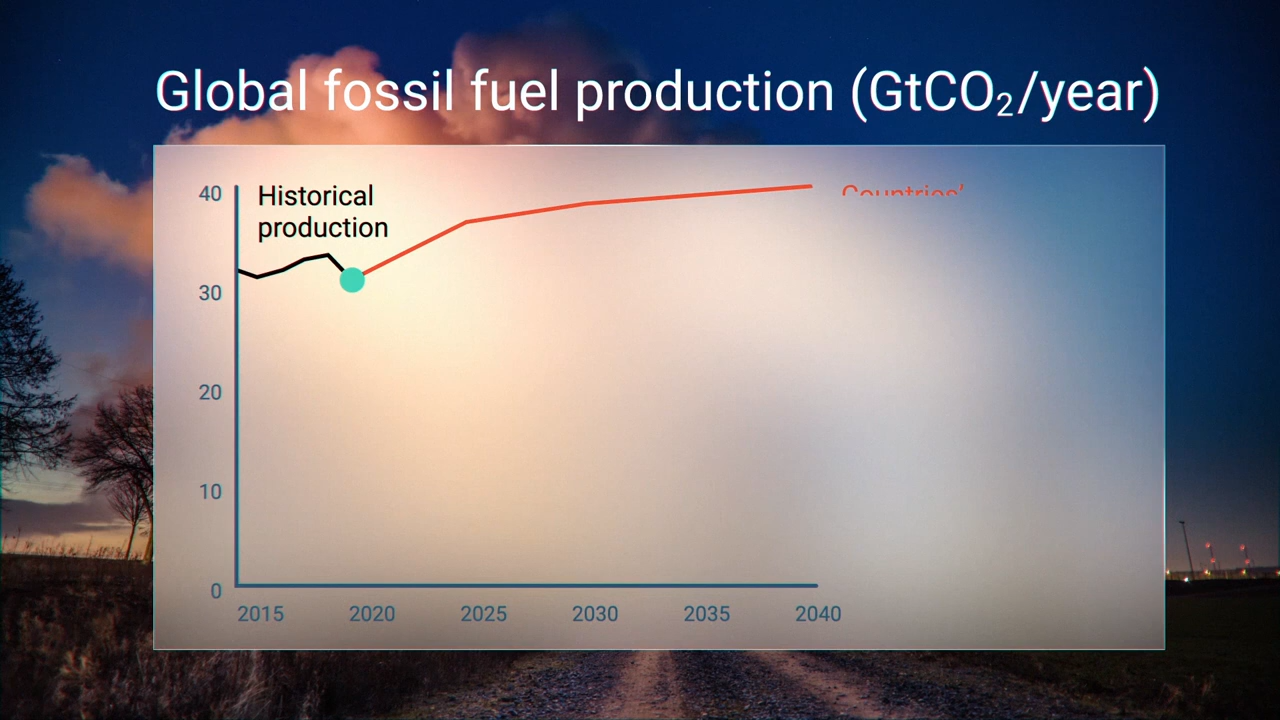 Global fossil fuel production (GtCO₂/year)
Historical
production
Countries'
40
30
20
10
0
2015 2020 2025 2030 2035 2040